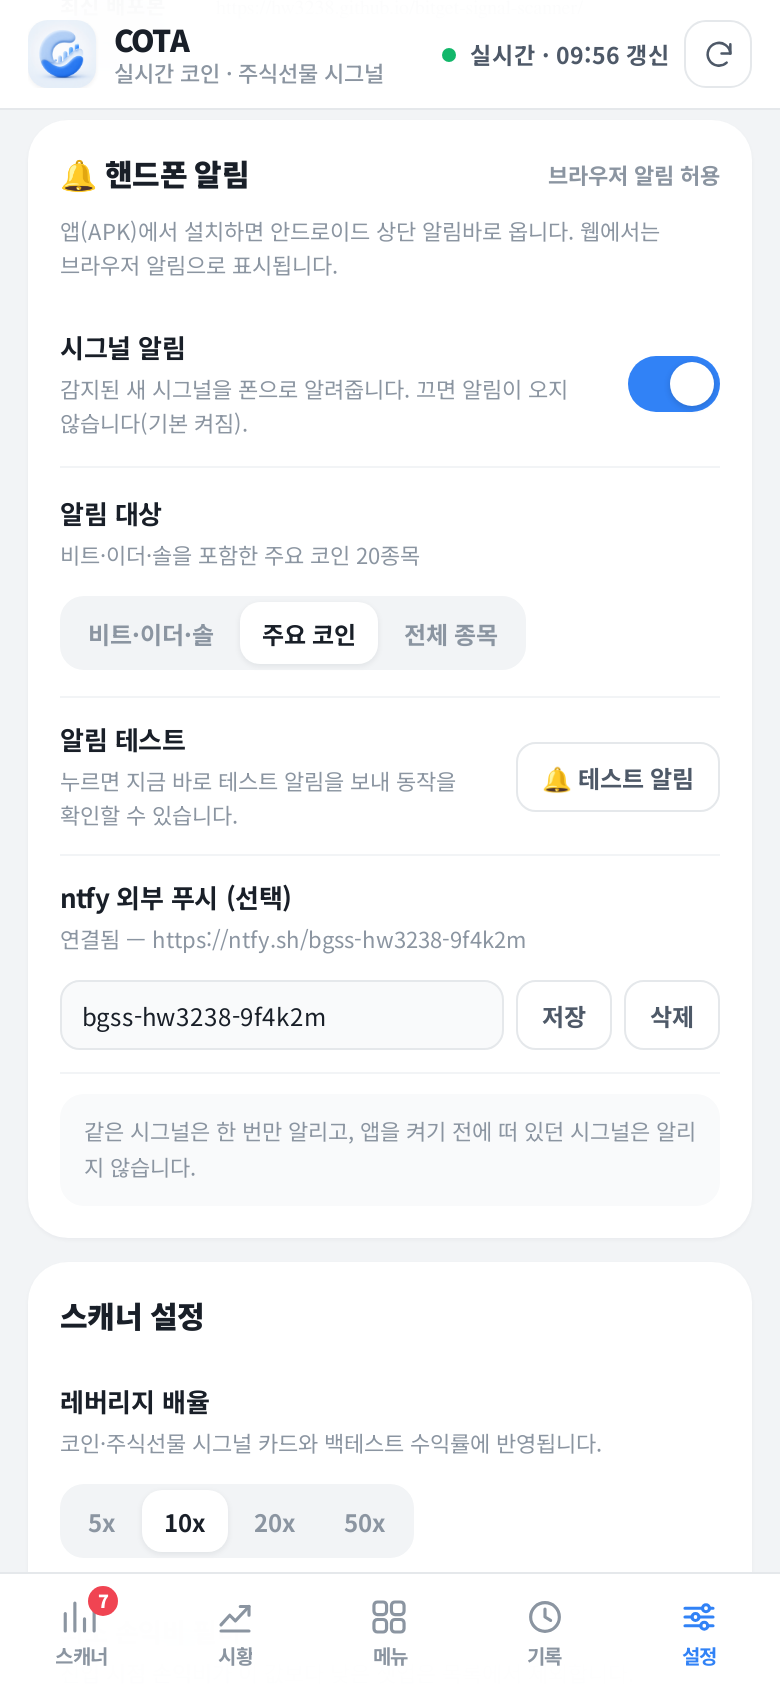 COTA
실시간 코인 · 주식선물 시그널
실시간 · 09:56 갱신
🔔 핸드폰 알림
브라우저 알림 허용
앱(APK)에서 설치하면 안드로이드 상단 알림바로 옵니다. 웹에서는
브라우저 알림으로 표시됩니다.
시그널 알림
감지된 새 시그널을 폰으로 알려줍니다. 끄면 알림이 오지
않습니다(기본 켜짐).
알림 대상
비트·이더·솔을 포함한 주요 코인 20종목
비트·이더·솔 주요 코인 전체 종목
알림 테스트
누르면 지금 바로 테스트 알림을 보내 동작을
확인할 수 있습니다.
🔔 테스트 알림
ntfy 외부 푸시 (선택)
연결됨 — https://ntfy.sh/bgss-hw3238-9f4k2m
bgss-hw3238-9f4k2m 저장 삭제
같은 시그널은 한 번만 알리고, 앱을 켜기 전에 떠 있던 시그널은 알리
지 않습니다.
스캐너 설정
레버리지 배율
코인·주식선물 시그널 카드와 백테스트 수익률에 반영됩니다.
5x 10x 20x 50x
7
스캐너 시황 메뉴 기록 설정